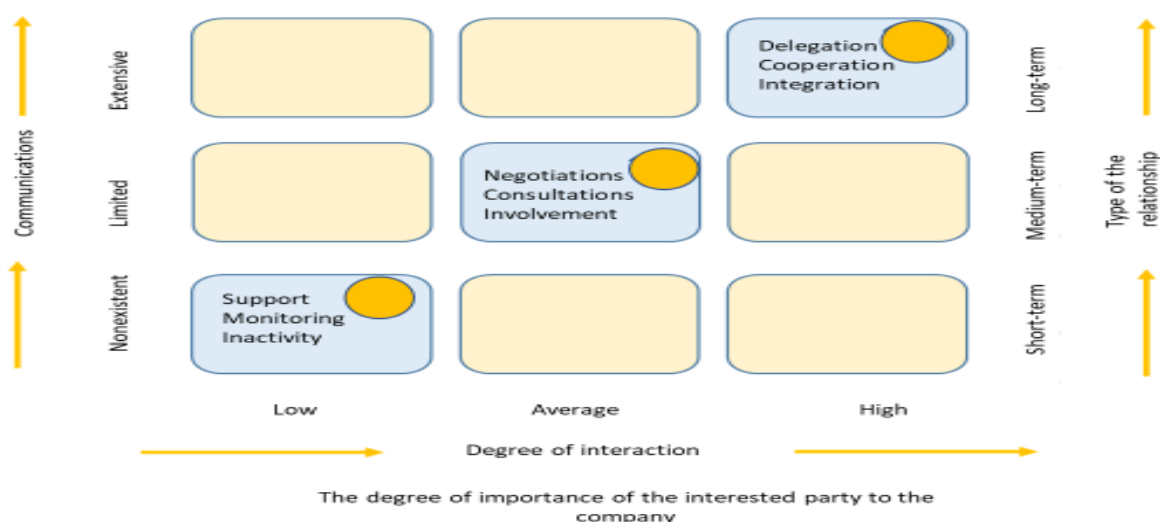 Communications
Extensive
Limited
Nonexistent
Delegation
Cooperation
Integration
Negotiations
Consultations
Involvement
Support
Monitoring
Inactivity
Long-term
Medium-term
Short-term
Type of the
relationship
Low
Average
High
Degree of interaction
The degree of importance of the interested party to the
company